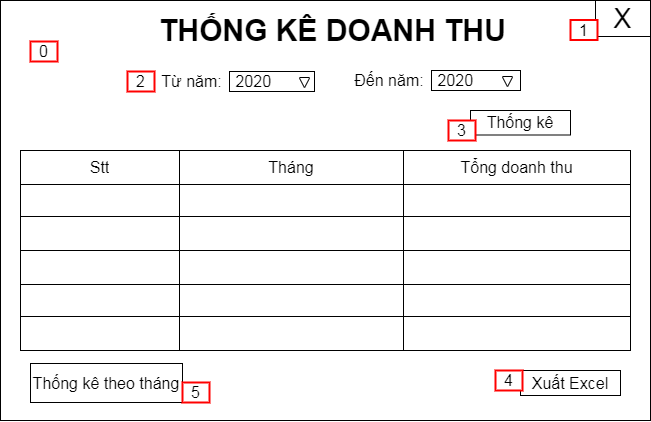 THỐNG KÊ DOANH THU
1
X
0
2 Từ năm: 2020 Đến năm: 2020
Thống kê
3
Stt Tháng Tổng doanh thu
Thống kê theo tháng
5
4 Xuất Excel